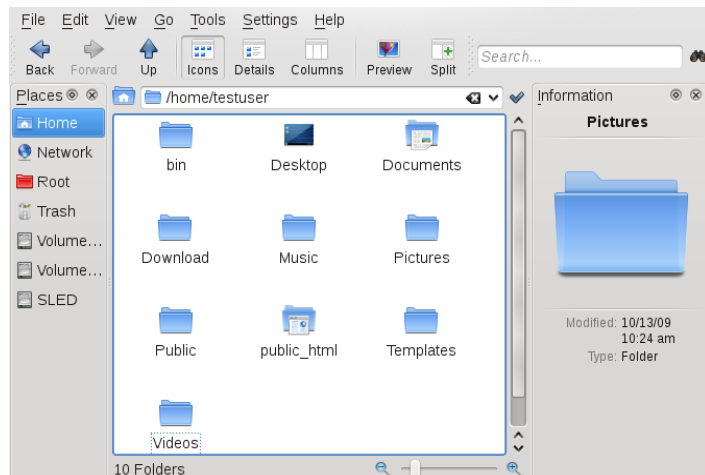 File Edit View Go Tools Settings Help
Back Forward Up Icons Details Columns Preview Split Search...
Places
Home
Network
Root
Trash
Volume...
Volume...
SLED
/home/testuser
bin Desktop Documents
Download Music Pictures
Public public_html Templates
Videos
10 Folders
Information
Pictures
Modified: 10/13/09
10:24 am
Type: Folder